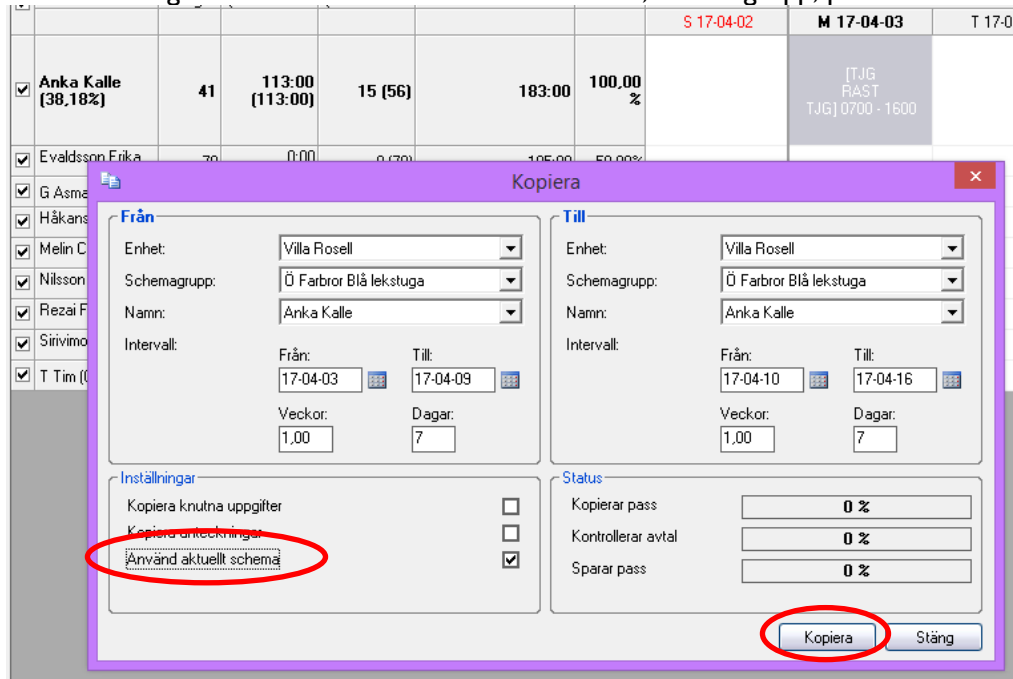 S 17-04-02 M 17-04-03 T 17-0
Anka Kalle (38,18%) 41 113:00 (113:00) 15 (56) 183:00 100,00 %
[TJG
RAST
TJG] 0700 - 1600
Evaldsson Erika 0:00
G Asma
Håkans
Melin C
Nilsson
Rezai F
Sirivimo
T Tim (
Kopiera
Från
Enhet: Villa Rosell
Schemagrupp: Ö Farbror Blå lekstuga
Namn: Anka Kalle
Intervall:
Från: Till:
17-04-03 17-04-09
Veckor: Dagar:
1,00 7
Till
Enhet: Villa Rosell
Schemagrupp: Ö Farbror Blå lekstuga
Namn: Anka Kalle
Intervall:
Från: Till:
17-04-10 17-04-16
Veckor: Dagar:
1,00 7
Inställningar
Kopiera knutna uppgifter
Kopiera anteckningar
Använd aktuellt schema
Status
Kopierar pass 0 %
Kontrollerar avtal 0 %
Sparar pass 0 %
Kopiera Stäng